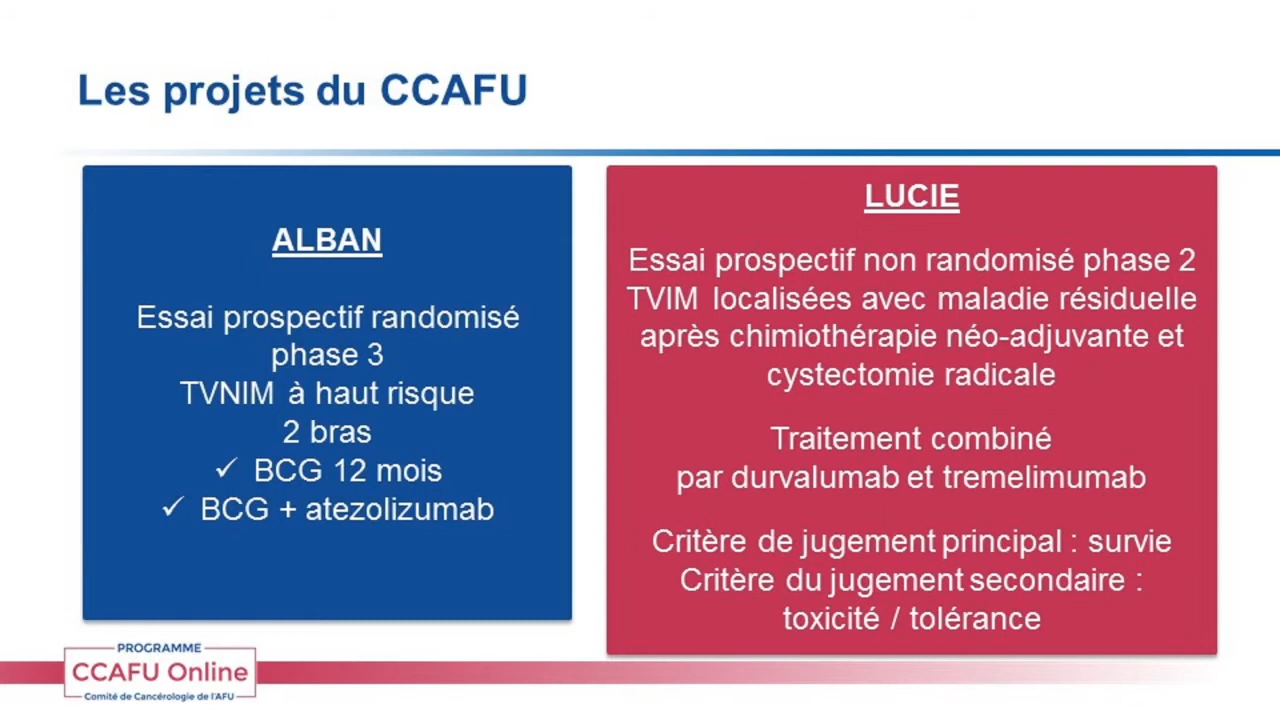 Les projets du CCAFU
ALBAN
Essai prospectif randomisé
phase 3
TVNIM à haut risque
2 bras
✓ BCG 12 mois
✓ BCG + atezolizumab
LUCIE
Essai prospectif non randomisé phase 2
TVIM localisées avec maladie résiduelle
après chimiothérapie néo-adjuvante et
cystectomie radicale
Traitement combiné
par durvalumab et tremelimumab
Critère de jugement principal : survie
Critère du jugement secondaire :
toxicité / tolérance
PROGRAMME
CCAFU Online
Comité de Cancérologie de l'AFU